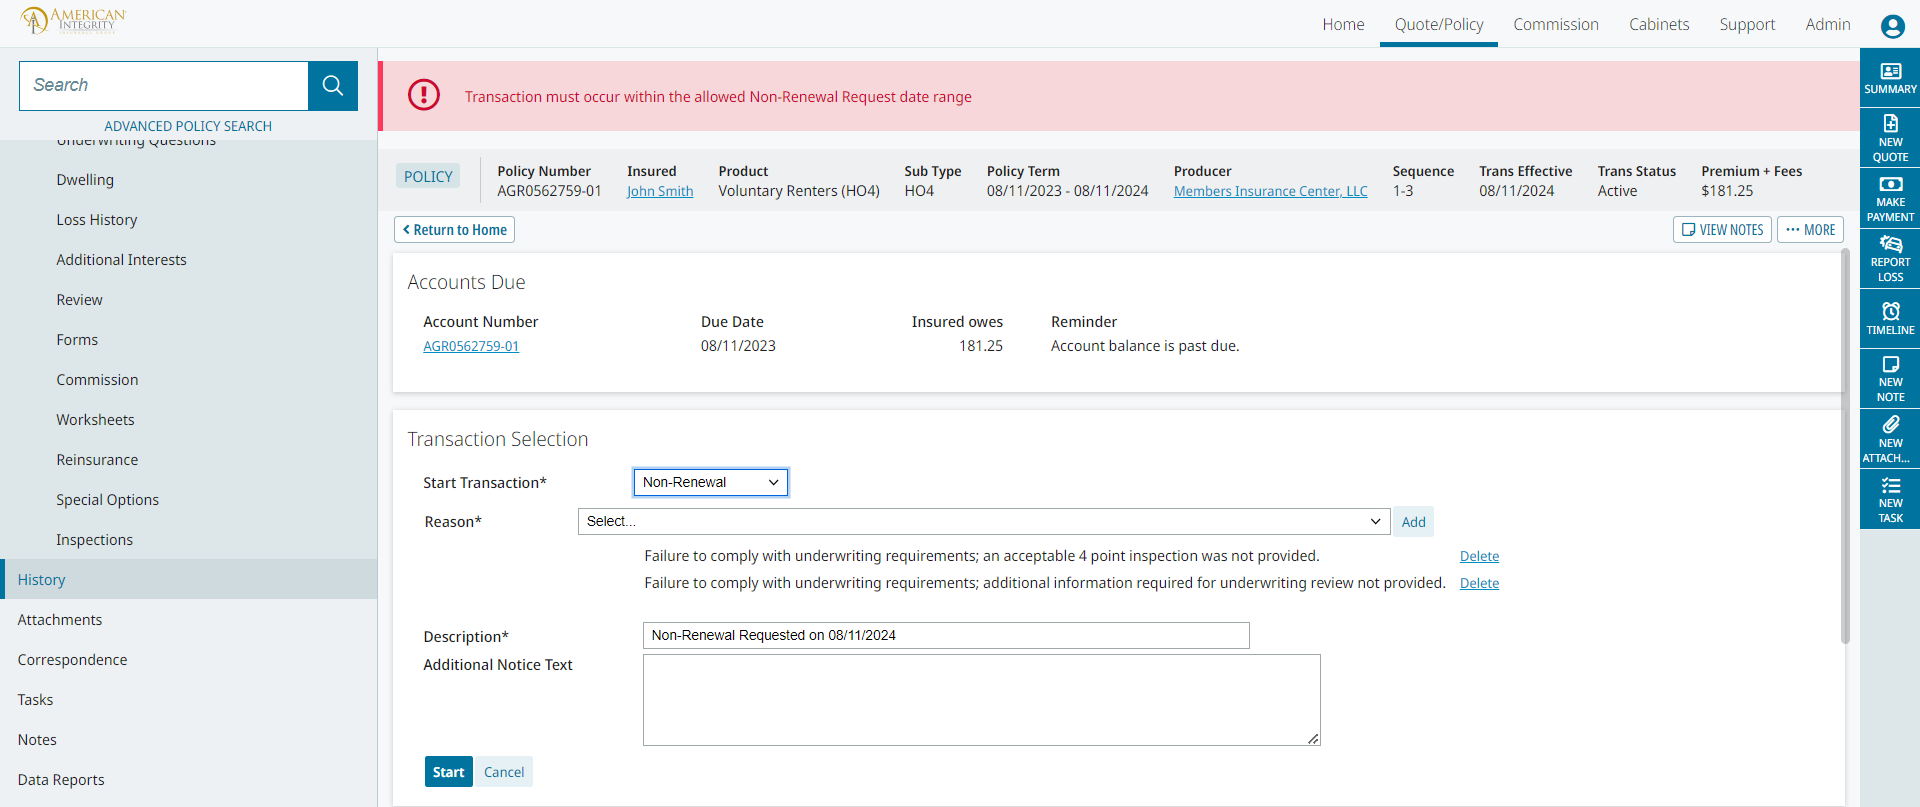 AMERICAN
INTEGRITY
Home
Quote/Policy
Commission
Cabinets
Support
Admin
Search
ADVANCED POLICY SEARCH
Underwriting Questions
Dwelling
Loss History
Additional Interests
Review
Forms
Commission
Worksheets
Reinsurance
Special Options
Inspections
History
Attachments
Correspondence
Tasks
Notes
Data Reports
Transaction must occur within the allowed Non-Renewal Request date range
POLICY
Policy Number Insured Product Sub Type Policy Term Producer Sequence Trans Effective Trans Status Premium + Fees
AGR0562759-01 John Smith Voluntary Renters (HO4) HO4 08/11/2023 - 08/11/2024 Members Insurance Center, LLC 1-3 08/11/2024 Active $181.25
Return to Home
VIEW NOTES
MORE
Accounts Due
Account Number Due Date Insured owes Reminder
AGR0562759-01 08/11/2023 181.25 Account balance is past due.
Transaction Selection
Start Transaction* Non-Renewal
Reason* Select... Add
Failure to comply with underwriting requirements; an acceptable 4 point inspection was not provided. Delete
Failure to comply with underwriting requirements; additional information required for underwriting review not provided. Delete
Description* Non-Renewal Requested on 08/11/2024
Additional Notice Text
Start Cancel
SUMMARY
NEW
QUOTE
MAKE
PAYMENT
REPORT
LOSS
TIMELINE
NEW
NOTE
NEW
ATTACH...
NEW
TASK